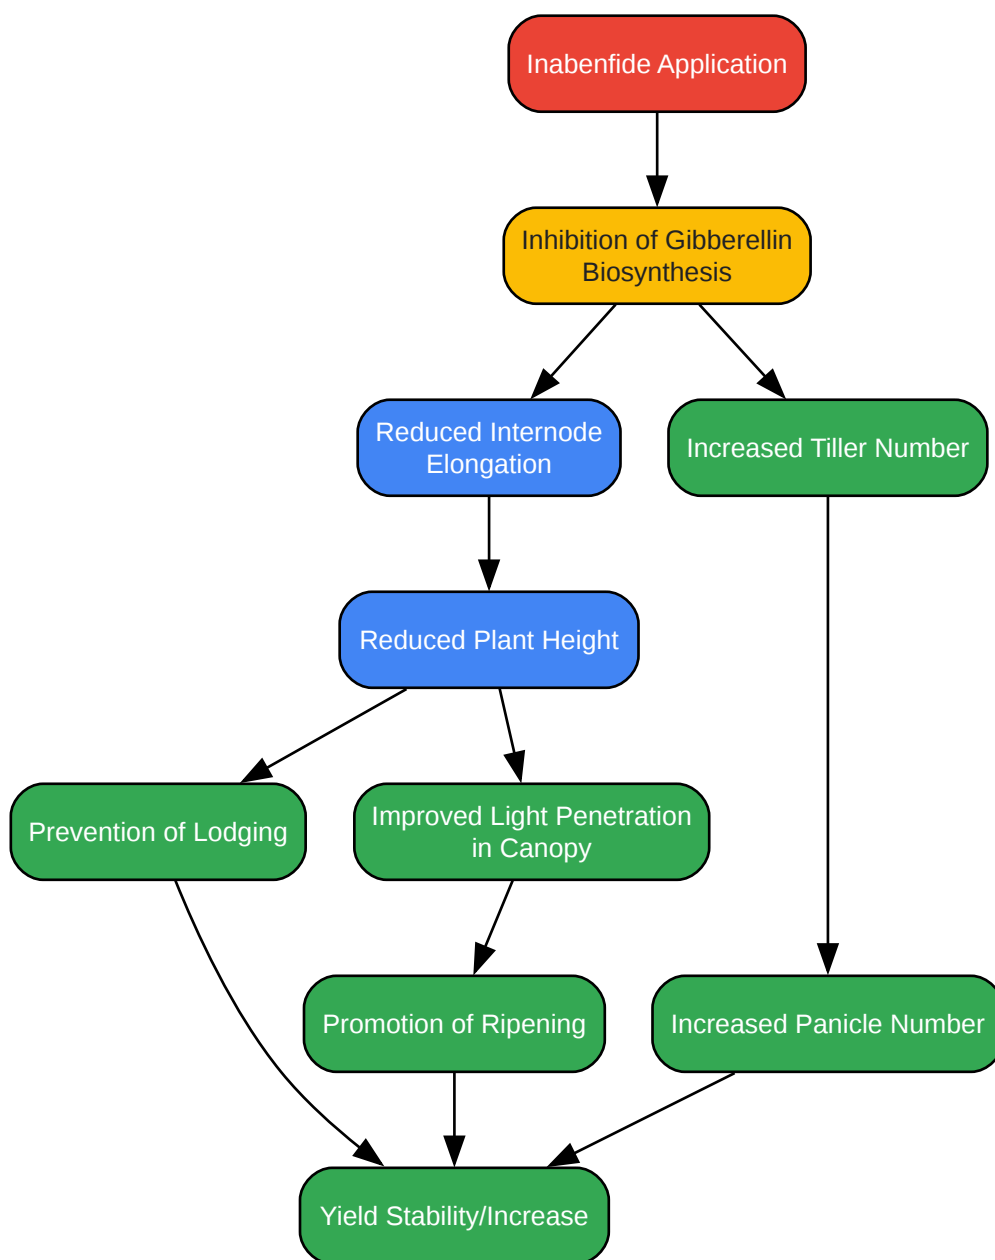 Inabenfide Application
Inhibition of Gibberellin
Biosynthesis
Reduced Internode
Elongation
Increased Tiller Number
Reduced Plant Height
Prevention of Lodging
Improved Light Penetration
in Canopy
Promotion of Ripening
Increased Panicle Number
Yield Stability/Increase